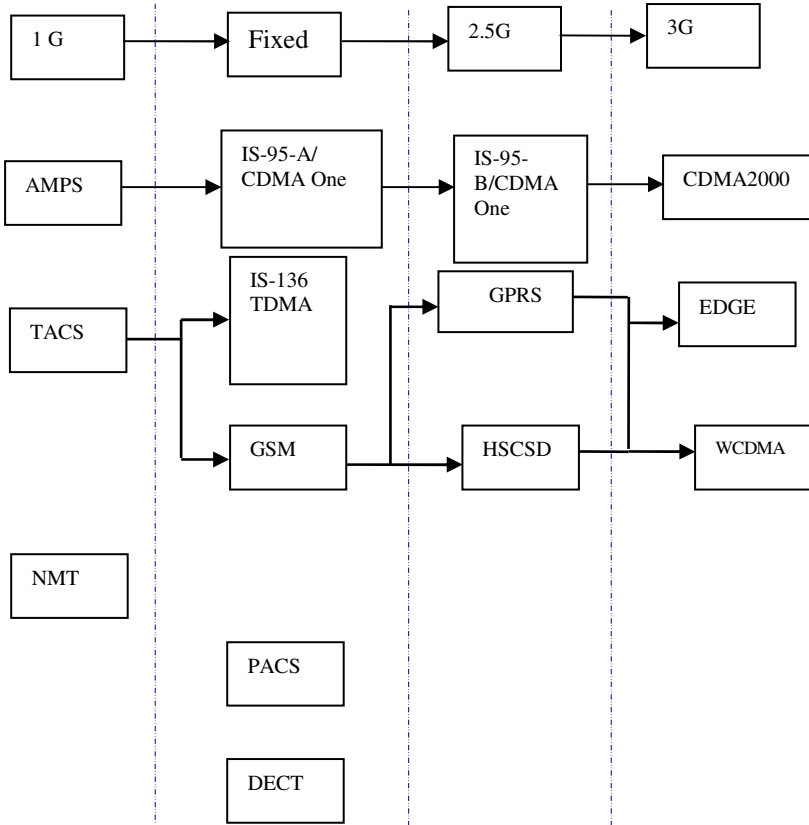 1 G
Fixed
2.5G
3G
AMPS
IS-95-A/
CDMA One
IS-95-
B/CDMA
One
CDMA2000
TACS
IS-136
TDMA
GPRS
EDGE
GSM
HSCSD
WCDMA
NMT
PACS
DECT